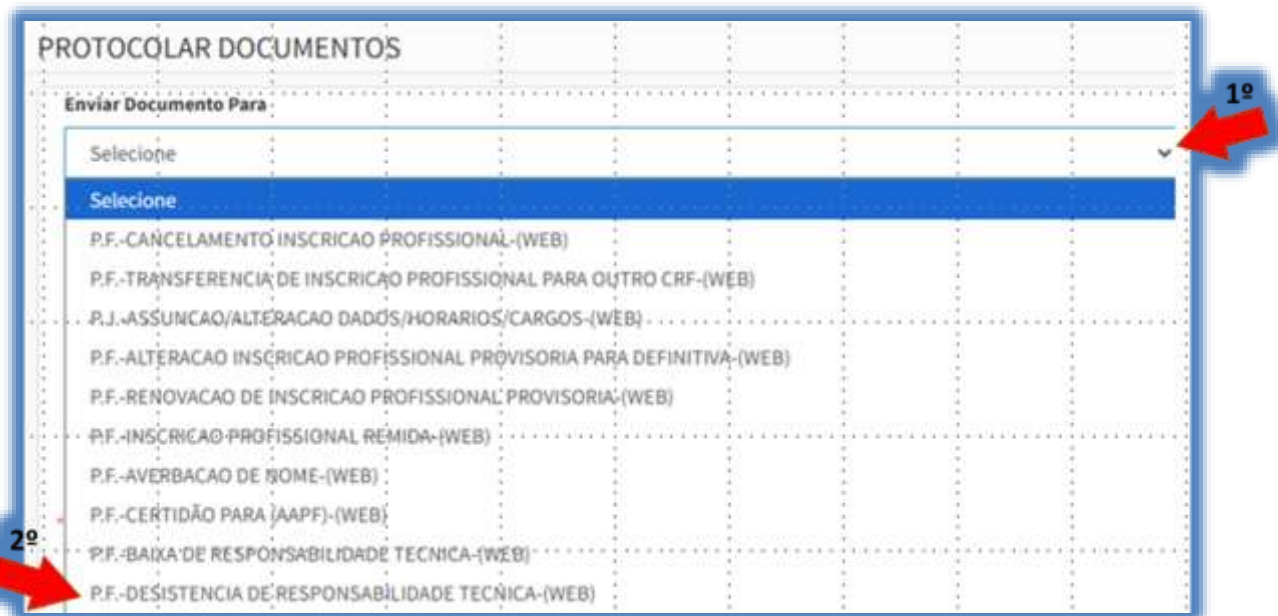 PROTOCOLAR DOCUMENTOS
Enviar Documento Para
1º
Selecione
Selecione
P.F.-CANCELAMENTO INSCRICAO PROFISSIONAL-(WEB)
P.F.-TRANSFERENCIA DE INSCRICAO PROFISSIONAL PARA OUTRO CRF-(WEB)
P.J.-ASSUNCAO/ALTERACAO DADOS/HORARIOS/CARGOS-(WEB)
P.F.-ALTERACAO INSCRICAO PROFISSIONAL PROVISORIA PARA DEFINITIVA-(WEB)
P.F.-RENOVACAO DE INSCRICAO PROFISSIONAL PROVISORIA-(WEB)
P.F.-INSCRICAO PROFISSIONAL REMIDA-(WEB)
P.F.-AVERBACAO DE NOME-(WEB)
P.F.-CERTIDÃO PARA (AAPF)-(WEB)
2º
P.F.-BAIXA DE RESPONSABILIDADE TECNICA-(WEB)
P.F.-DESISTENCIA DE RESPONSABILIDADE TECNICA-(WEB)